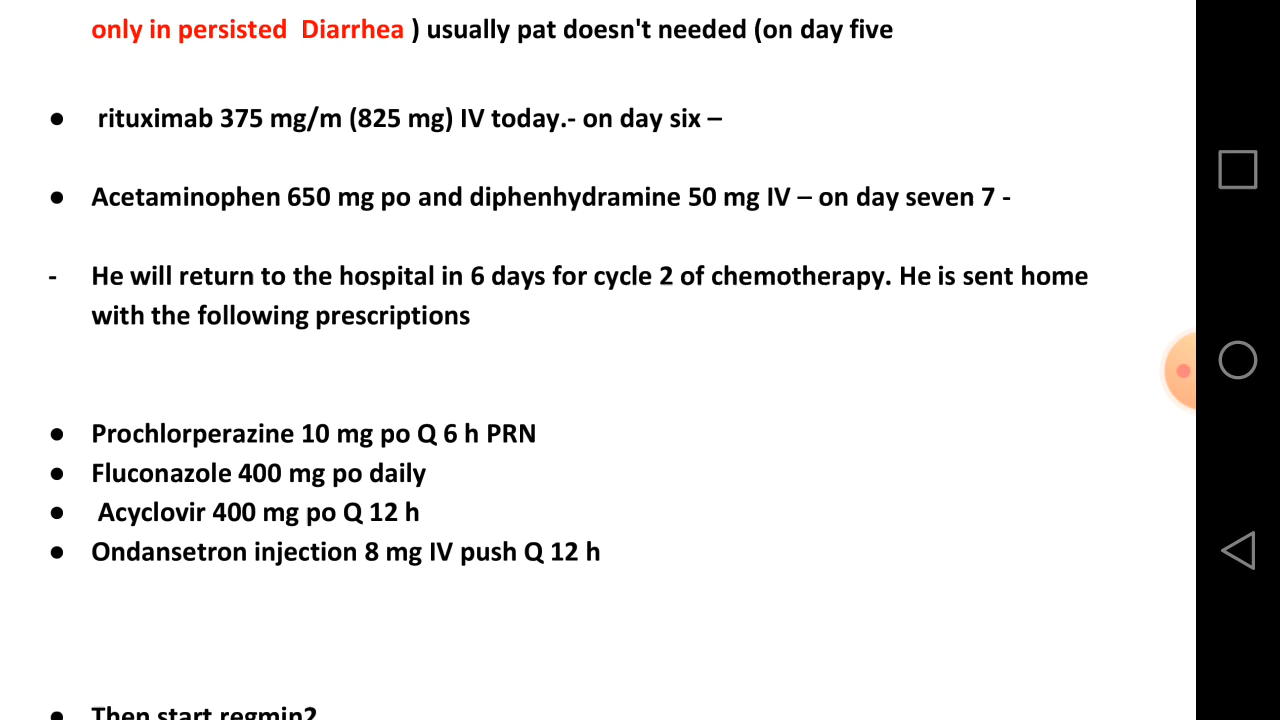 only in persisted  Diarrhea ) usually pat doesn't needed (on day five
● rituximab 375 mg/m (825 mg) IV today.- on day six –
● Acetaminophen 650 mg po and diphenhydramine 50 mg IV – on day seven 7 -
- He will return to the hospital in 6 days for cycle 2 of chemotherapy. He is sent home
with the following prescriptions
● Prochlorperazine 10 mg po Q 6 h PRN
● Fluconazole 400 mg po daily
● Acyclovir 400 mg po Q 12 h
● Ondansetron injection 8 mg IV push Q 12 h
● Then start regmin2